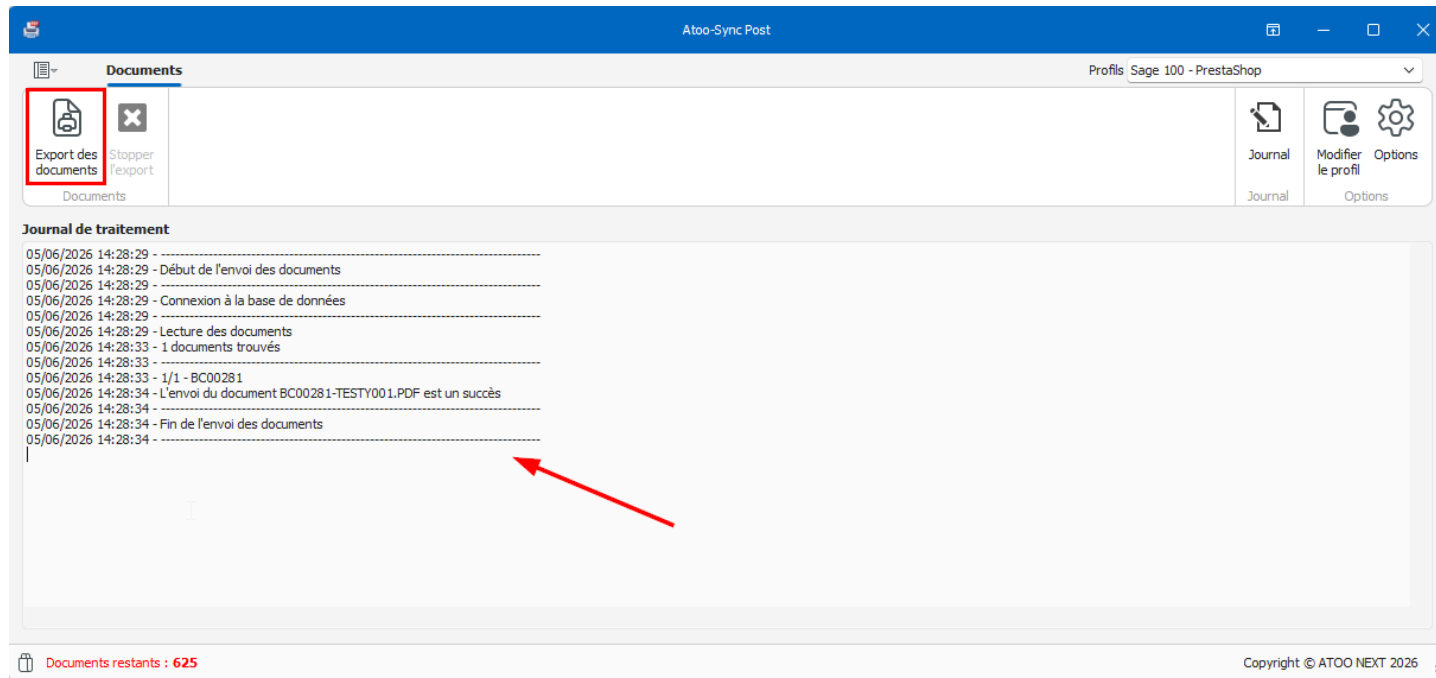 Atoo-Sync Post
Documents
Profils Sage 100 - PrestaShop
Export des documents
Stopper l'export
Documents
Journal
Journal
Modifier le profil
Options
Options
Journal de traitement
05/06/2026 14:28:29 - --------------------------------------------------------------------------------
05/06/2026 14:28:29 - Début de l'envoi des documents
05/06/2026 14:28:29 - --------------------------------------------------------------------------------
05/06/2026 14:28:29 - Connexion à la base de données
05/06/2026 14:28:29 - --------------------------------------------------------------------------------
05/06/2026 14:28:29 - Lecture des documents
05/06/2026 14:28:33 - 1 documents trouvés
05/06/2026 14:28:33 - --------------------------------------------------------------------------------
05/06/2026 14:28:33 - 1/1 - BC00281
05/06/2026 14:28:34 - L'envoi du document BC00281-TESTY001.PDF est un succès
05/06/2026 14:28:34 - --------------------------------------------------------------------------------
05/06/2026 14:28:34 - Fin de l'envoi des documents
05/06/2026 14:28:34 - --------------------------------------------------------------------------------
Documents restants : 625
Copyright © ATOO NEXT 2026